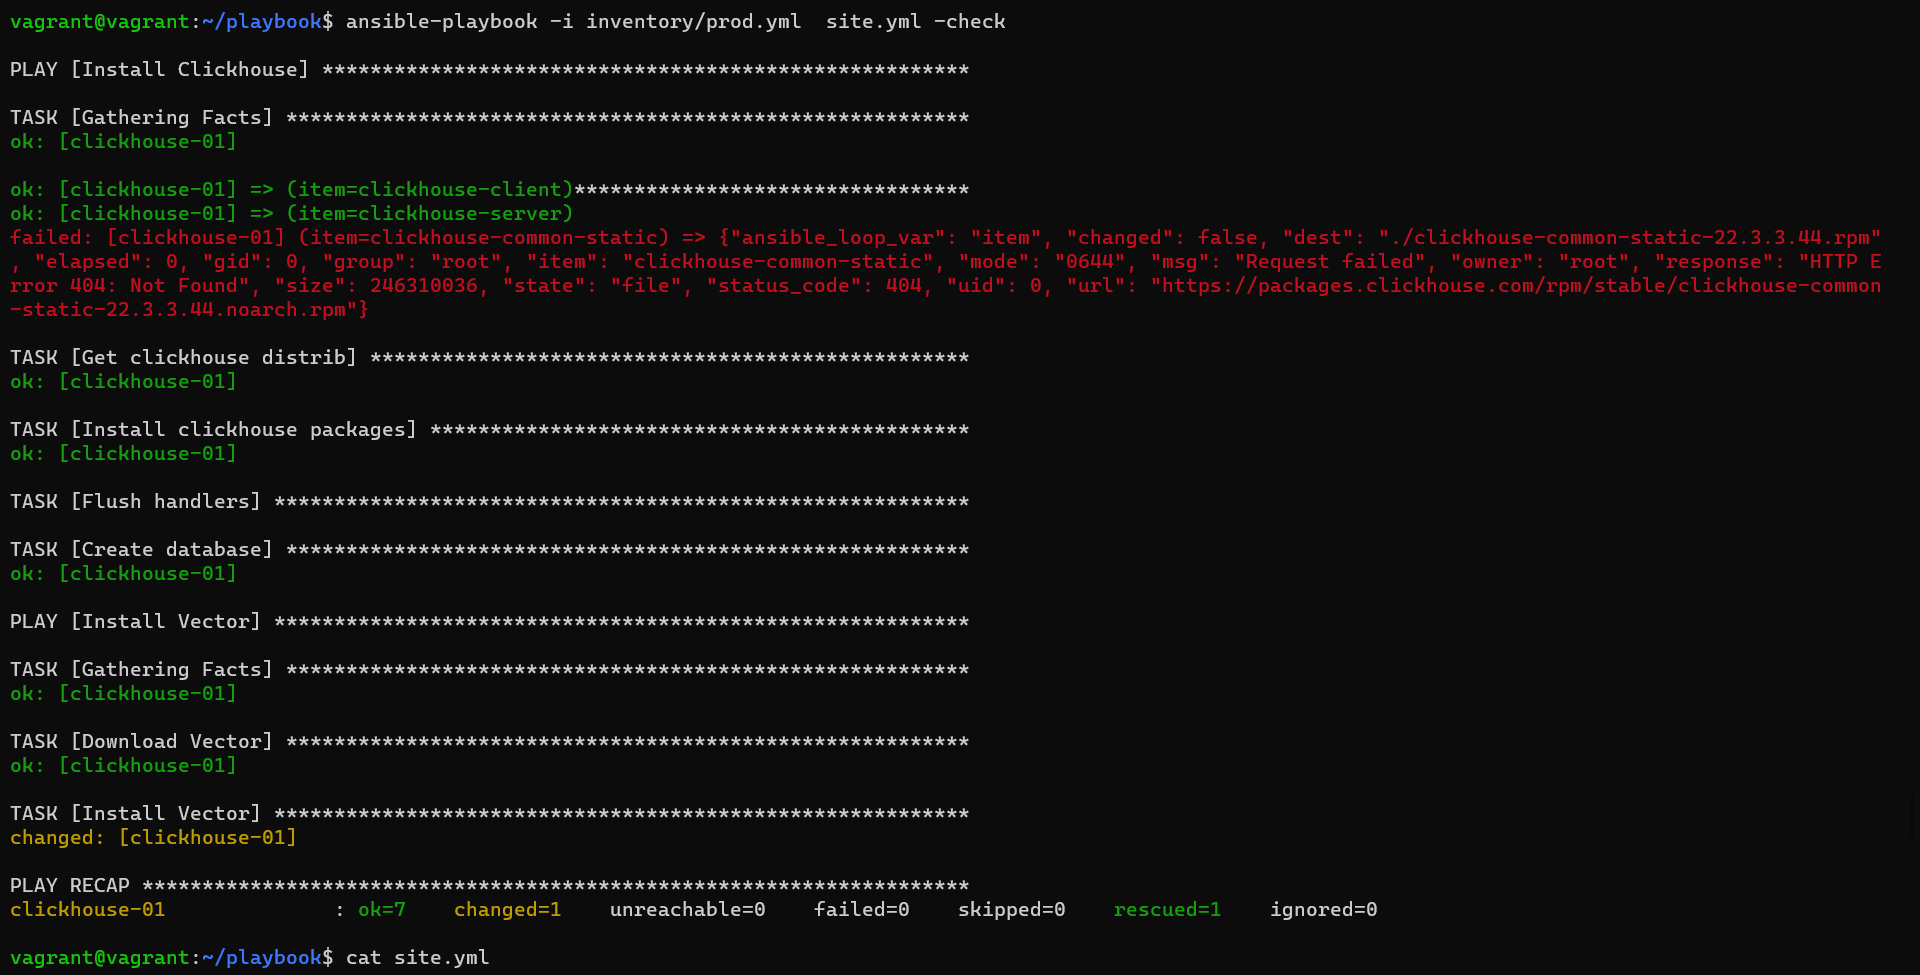 vagrant@vagrant:~/playbook$ ansible-playbook -i inventory/prod.yml  site.yml -check
PLAY [Install Clickhouse] ******************************************************
TASK [Gathering Facts] *********************************************************
ok: [clickhouse-01]
ok: [clickhouse-01] => (item=clickhouse-client)*********************************
ok: [clickhouse-01] => (item=clickhouse-server)
failed: [clickhouse-01] (item=clickhouse-common-static) => {"ansible_loop_var": "item", "changed": false, "dest": "./clickhouse-common-static-22.3.3.44.rpm"
, "elapsed": 0, "gid": 0, "group": "root", "item": "clickhouse-common-static", "mode": "0644", "msg": "Request failed", "owner": "root", "response": "HTTP E
rror 404: Not Found", "size": 246310036, "state": "file", "status_code": 404, "uid": 0, "url": "https://packages.clickhouse.com/rpm/stable/clickhouse-common
-static-22.3.3.44.noarch.rpm"}
TASK [Get clickhouse distrib] **************************************************
ok: [clickhouse-01]
TASK [Install clickhouse packages] *********************************************
ok: [clickhouse-01]
TASK [Flush handlers] **********************************************************
TASK [Create database] *********************************************************
ok: [clickhouse-01]
PLAY [Install Vector] **********************************************************
TASK [Gathering Facts] *********************************************************
ok: [clickhouse-01]
TASK [Download Vector] *********************************************************
ok: [clickhouse-01]
TASK [Install Vector] **********************************************************
changed: [clickhouse-01]
PLAY RECAP *********************************************************************
clickhouse-01              : ok=7    changed=1    unreachable=0    failed=0    skipped=0    rescued=1    ignored=0
vagrant@vagrant:~/playbook$ cat site.yml